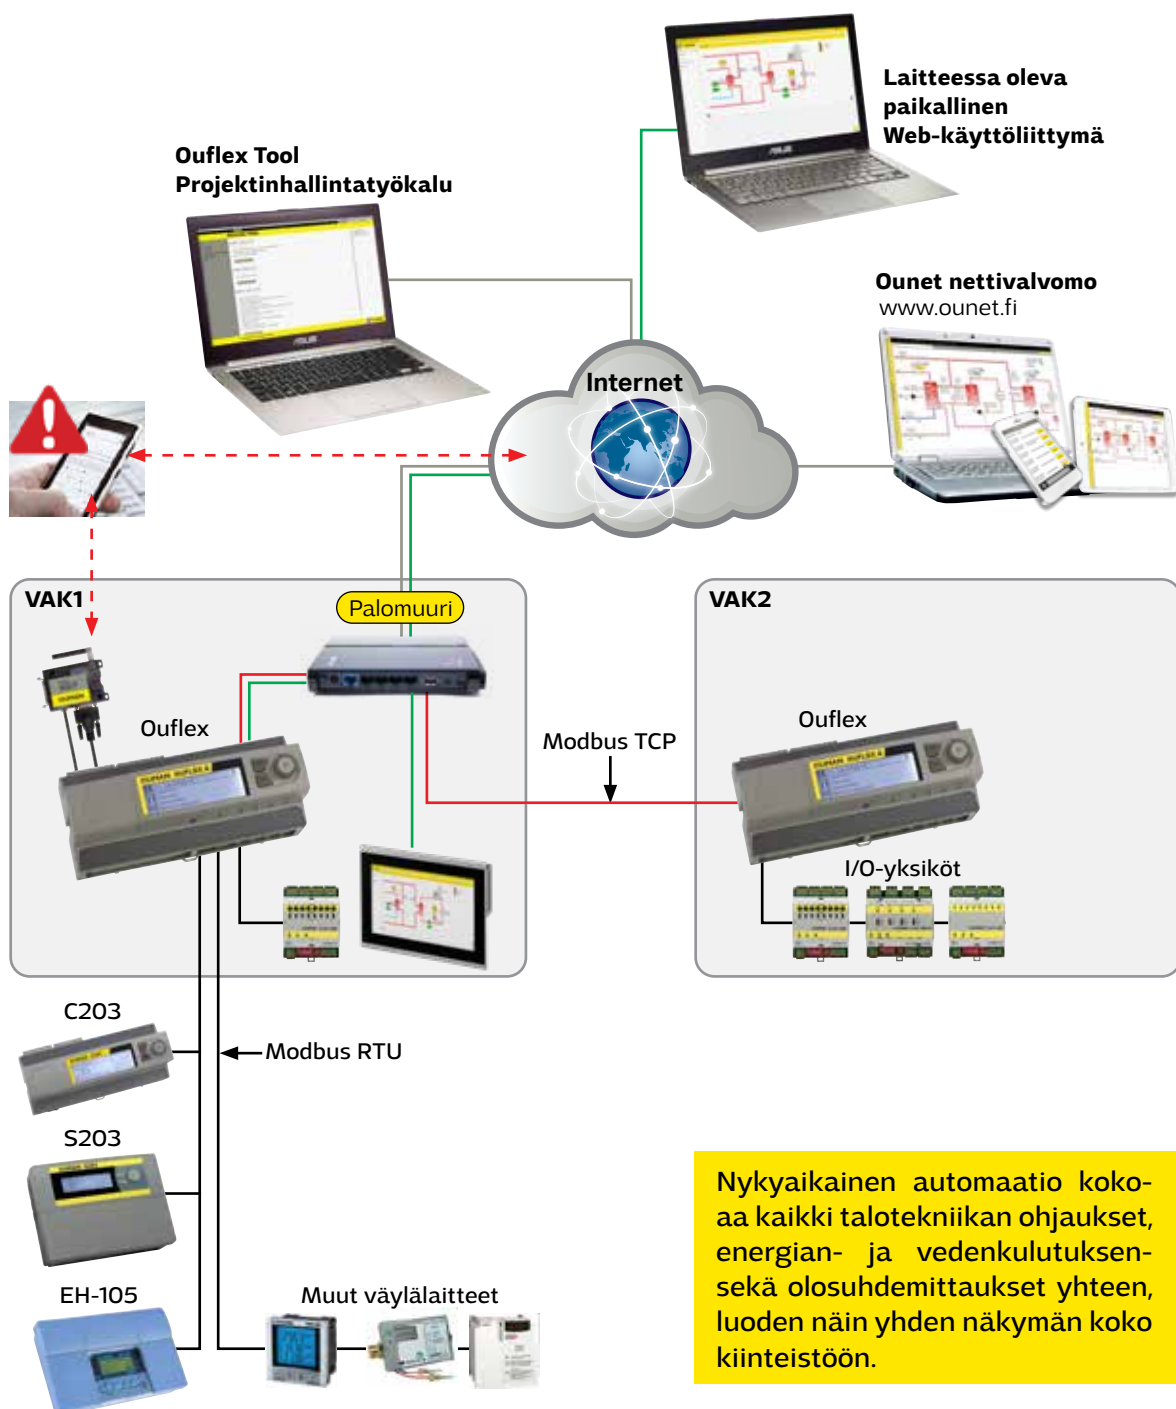 Laitteessa oleva
paikallinen
Web-käyttöliittymä
Ouflex Tool
Projektinhallintatyökalu
Ounet nettivalvomo
www.ounet.fi
Internet
VAK1
Palomuuri
VAK2
Ouflex
Modbus TCP
Ouflex
I/O-yksiköt
C203
Modbus RTU
S203
EH-105
Muut väylälaitteet
Nykyaikainen automaatio koko-
aa kaikki talotekniikan ohjaukset,
energian- ja vedenkulutuksen-
sekä olosuhdemittaukset yhteen,
luoden näin yhden näkymän koko
kiinteistöön.